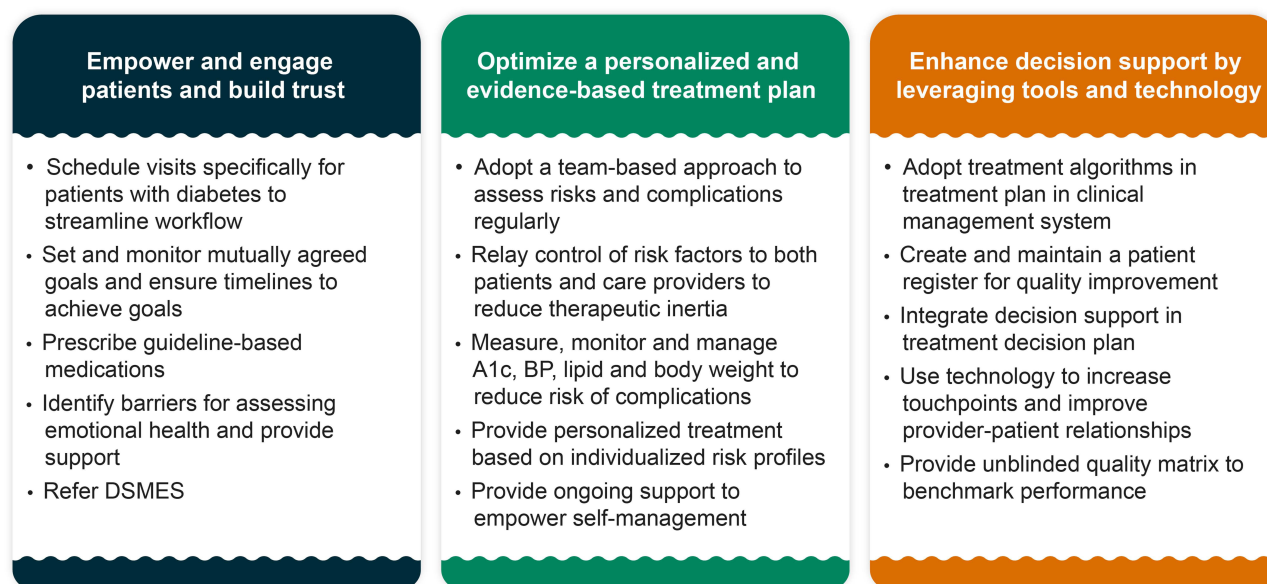 Empower and engage
patients and build trust
• Schedule visits specifically for
patients with diabetes to
streamline workflow
• Set and monitor mutually agreed
goals and ensure timelines to
achieve goals
• Prescribe guideline-based
medications
• Identify barriers for assessing
emotional health and provide
support
• Refer DSMES
Optimize a personalized and
evidence-based treatment plan
• Adopt a team-based approach to
assess risks and complications
regularly
• Relay control of risk factors to both
patients and care providers to
reduce therapeutic inertia
• Measure, monitor and manage
A1c, BP, lipid and body weight to
reduce risk of complications
• Provide personalized treatment
based on individualized risk profiles
• Provide ongoing support to
empower self-management
Enhance decision support by
leveraging tools and technology
• Adopt treatment algorithms in
treatment plan in clinical
management system
• Create and maintain a patient
register for quality improvement
• Integrate decision support in
treatment decision plan
• Use technology to increase
touchpoints and improve
provider-patient relationships
• Provide unblinded quality matrix to
benchmark performance